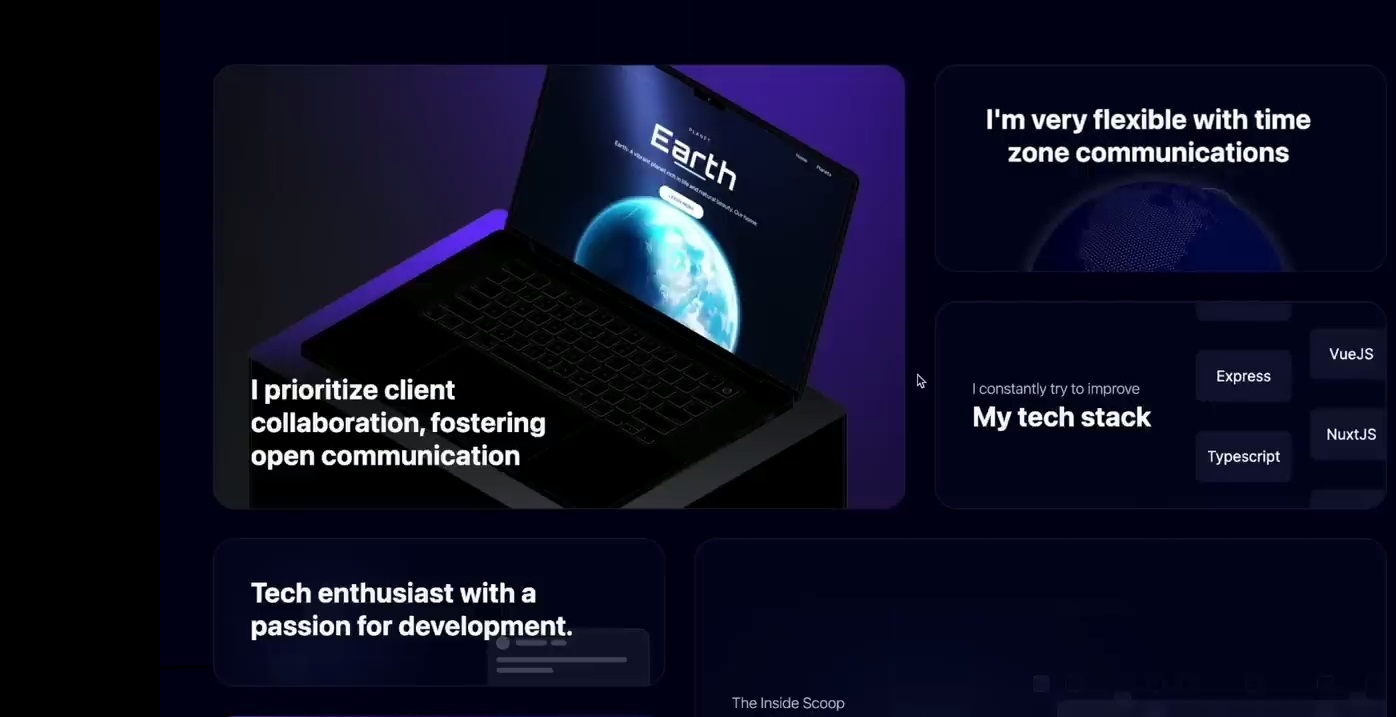 PLANET
Earth
Earth: A vibrant planet rich in life and natural beauty. Our home.
LEARN MORE
Home
Planets
I prioritize client
collaboration, fostering
open communication
I'm very flexible with time
zone communications
I constantly try to improve
My tech stack
Express
Typescript
VueJS
NuxtJS
Tech enthusiast with a
passion for development.
The Inside Scoop